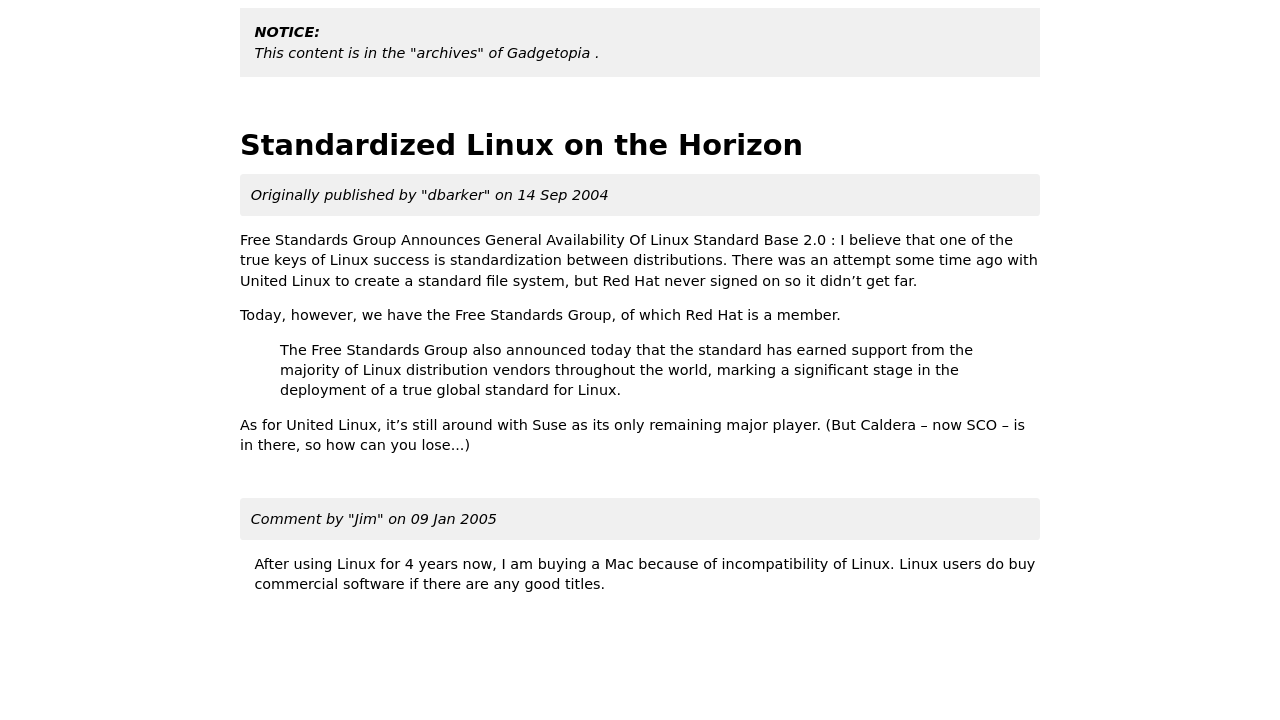 NOTICE:
This content is in the "archives" of Gadgetopia .
Standardized Linux on the Horizon
Originally published by "dbarker" on 14 Sep 2004
Free Standards Group Announces General Availability Of Linux Standard Base 2.0 : I believe that one of the
true keys of Linux success is standardization between distributions. There was an attempt some time ago with
United Linux to create a standard file system, but Red Hat never signed on so it didn’t get far.
Today, however, we have the Free Standards Group, of which Red Hat is a member.
The Free Standards Group also announced today that the standard has earned support from the
majority of Linux distribution vendors throughout the world, marking a significant stage in the
deployment of a true global standard for Linux.
As for United Linux, it’s still around with Suse as its only remaining major player. (But Caldera – now SCO – is
in there, so how can you lose…)
Comment by "Jim" on 09 Jan 2005
After using Linux for 4 years now, I am buying a Mac because of incompatibility of Linux. Linux users do buy
commercial software if there are any good titles.